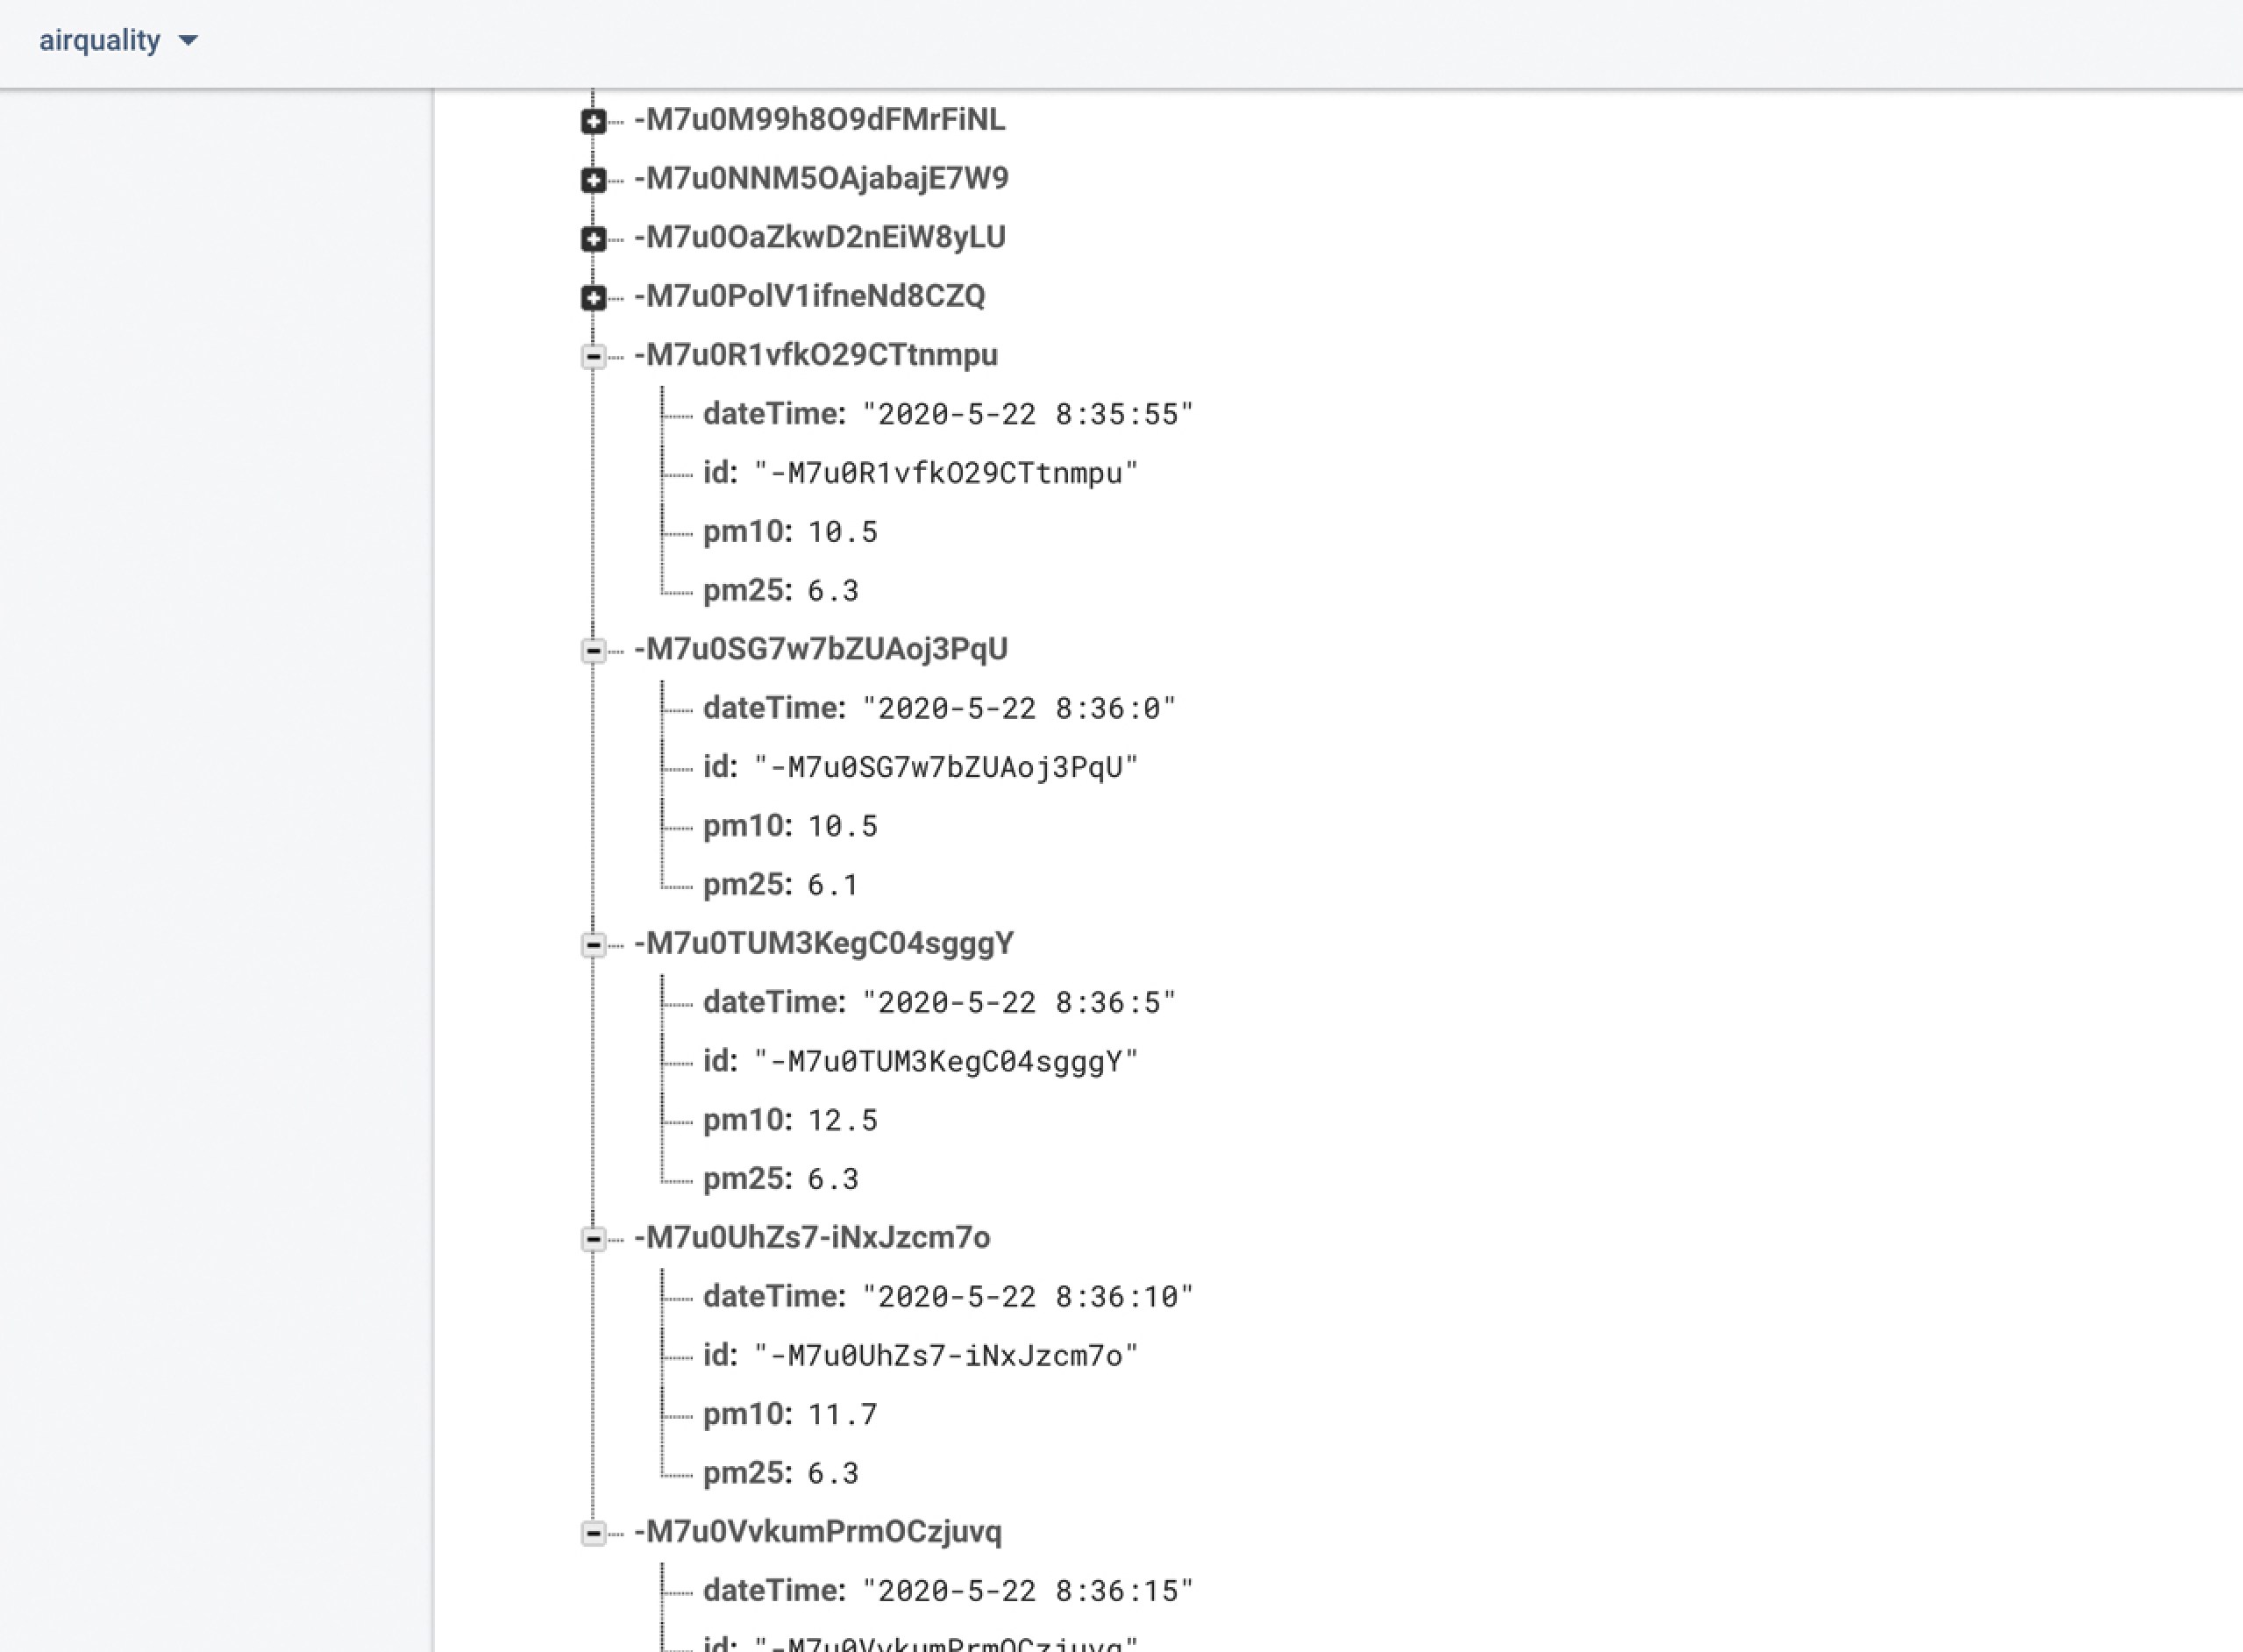 airquality
-M7u0M99h8O9dFMrFiNL
-M7u0NNM5OAjabajE7W9
-M7u0OaZkwD2nEiW8yLU
-M7u0PolV1ifneNd8CZQ
-M7u0R1vfkO29CTtnmpu
dateTime: "2020-5-22 8:35:55"
id: "-M7u0R1vfkO29CTtnmpu"
pm10: 10.5
pm25: 6.3
-M7u0SG7w7bZUAoj3PqU
dateTime: "2020-5-22 8:36:0"
id: "-M7u0SG7w7bZUAoj3PqU"
pm10: 10.5
pm25: 6.1
-M7u0TUM3KegC04sgggY
dateTime: "2020-5-22 8:36:5"
id: "-M7u0TUM3KegC04sgggY"
pm10: 12.5
pm25: 6.3
-M7u0UhZs7-iNxJzcm7o
dateTime: "2020-5-22 8:36:10"
id: "-M7u0UhZs7-iNxJzcm7o"
pm10: 11.7
pm25: 6.3
-M7u0VvkumPrmOCzjuvq
dateTime: "2020-5-22 8:36:15"
id: "-M7u0VvkumPrmOCzjuvq"